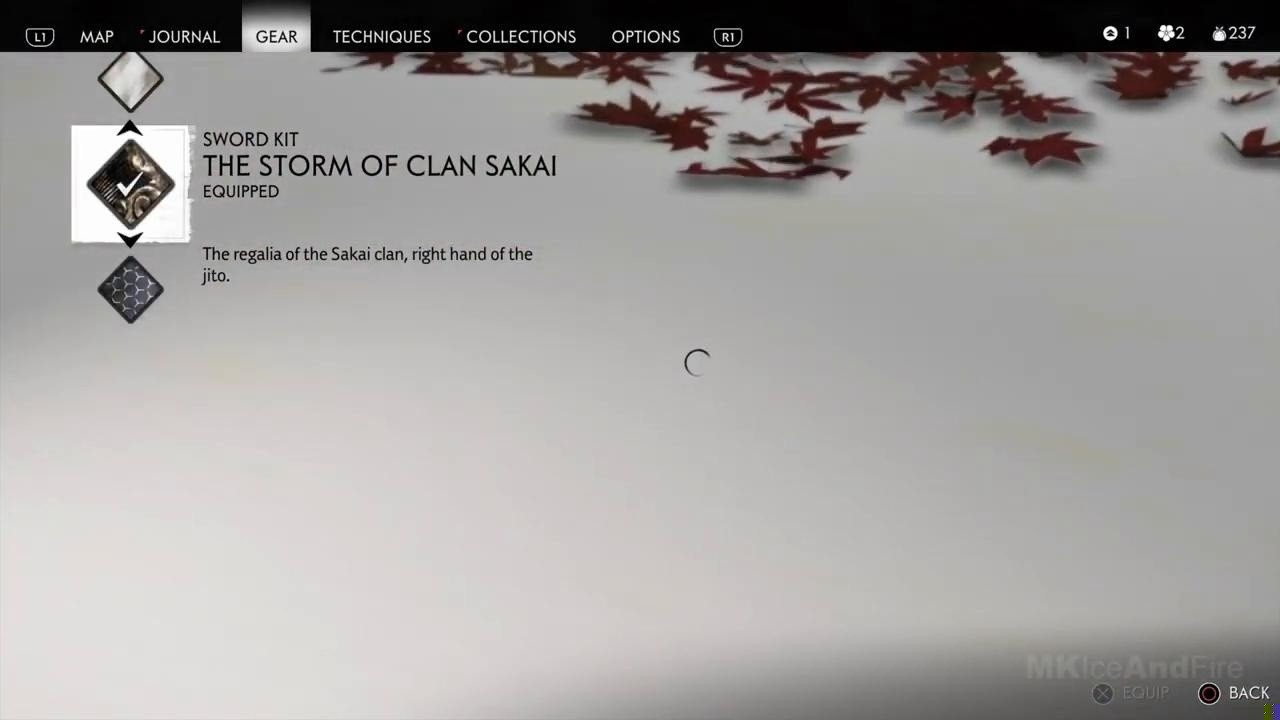 L1 MAP JOURNAL GEAR TECHNIQUES COLLECTIONS OPTIONS R1 1 2 237
SWORD KIT
THE STORM OF CLAN SAKAI
EQUIPPED
The regalia of the Sakai clan, right hand of the
jito.
MKIceAndFire
EQUIP BACK